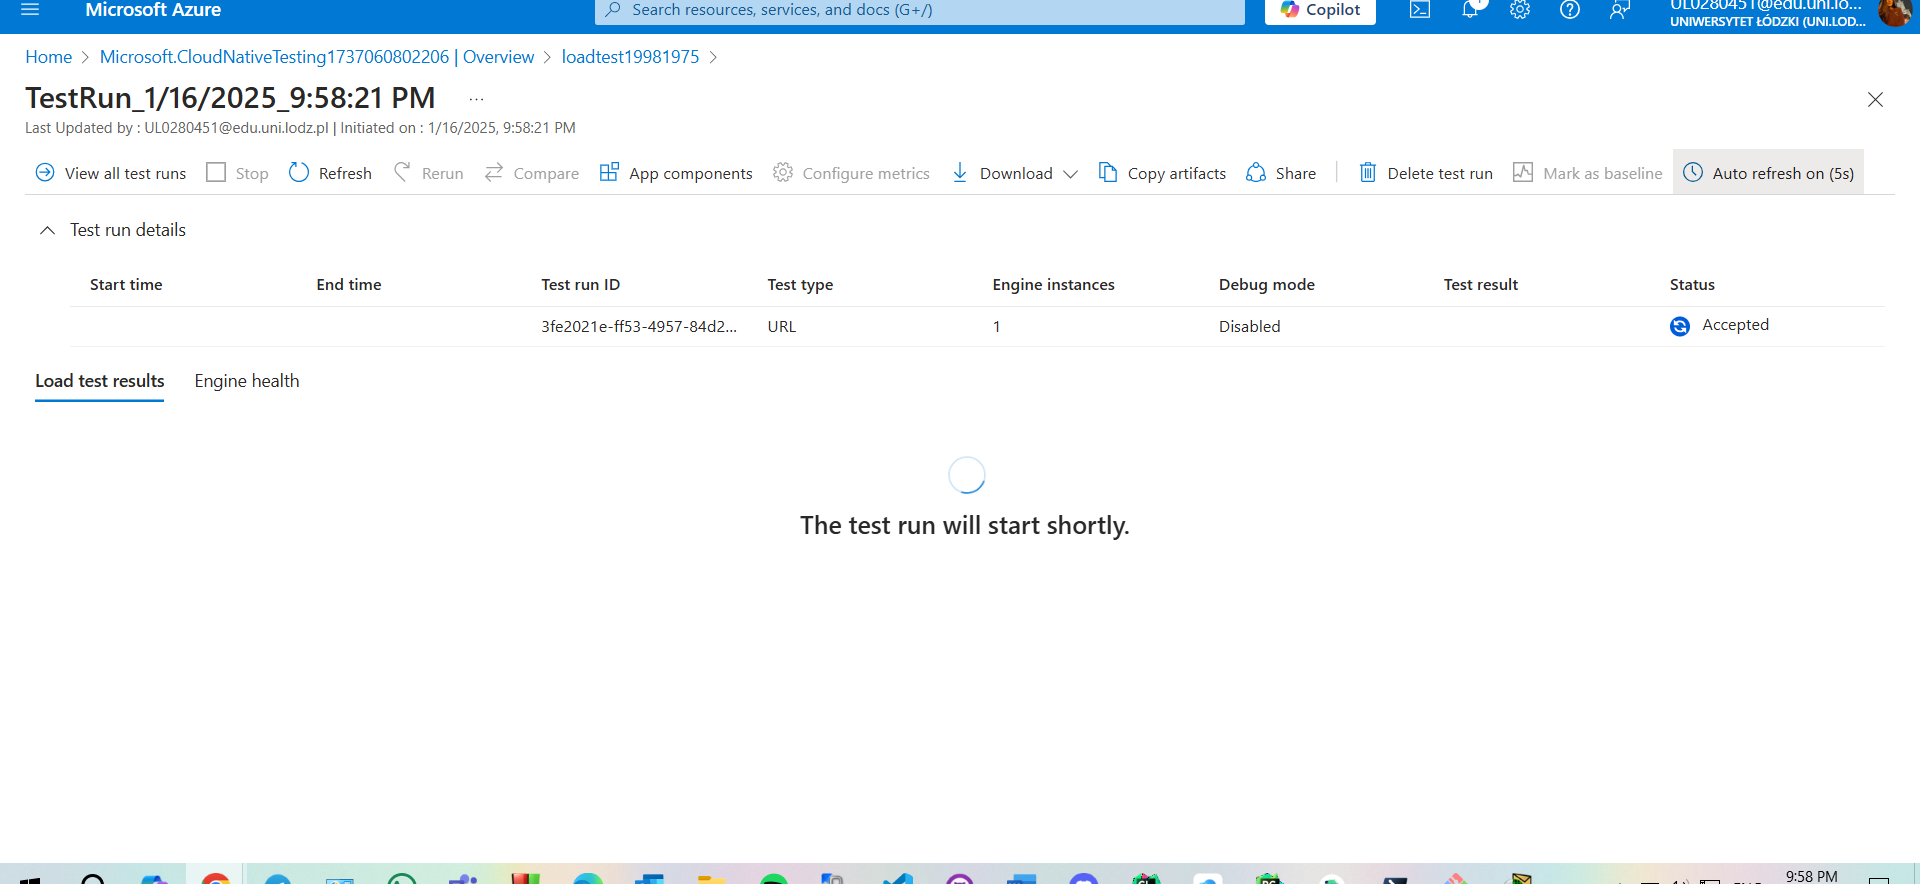 Microsoft Azure
Search resources, services, and docs (G+/)
Copilot
UL0280451@edu.uni.lo...
UNIWERSYTET ŁÓDZKI (UNI.LOD...
Home > Microsoft.CloudNativeTesting1737060802206 | Overview > loadtest19981975 >
TestRun_1/16/2025_9:58:21 PM ...
Last Updated by : UL0280451@edu.uni.lodz.pl | Initiated on : 1/16/2025, 9:58:21 PM
View all test runs Stop Refresh Rerun Compare App components Configure metrics Download Copy artifacts Share Delete test run Mark as baseline Auto refresh on (5s)
Test run details
Start time End time Test run ID Test type Engine instances Debug mode Test result Status
3fe2021e-ff53-4957-84d2... URL 1 Disabled Accepted
Load test results Engine health
The test run will start shortly.
9:58 PM